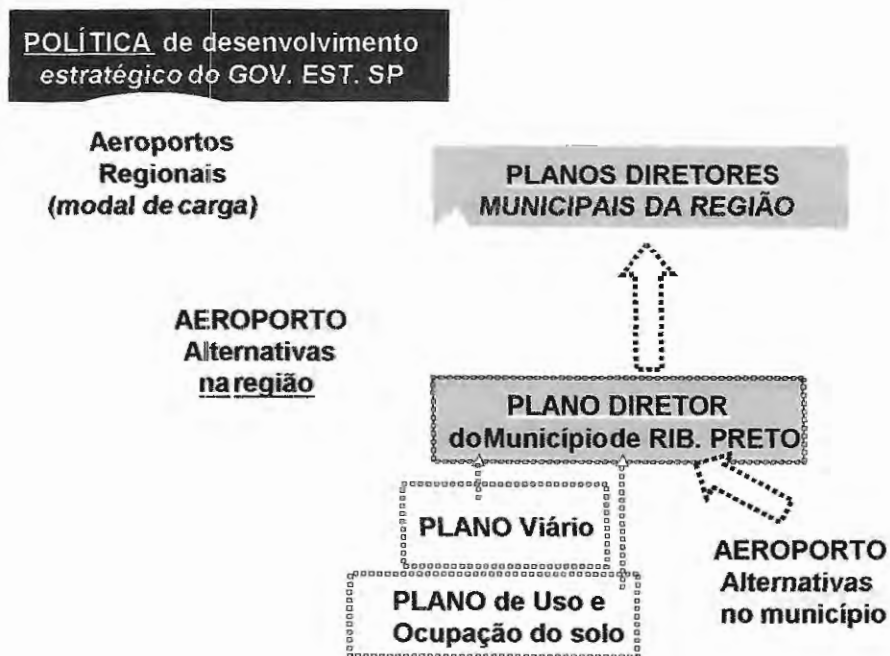 POLÍTICA de desenvolvimento
estratégico do GOV. EST. SP
Aeroportos
Regionais
(modal de carga)
PLANOS DIRETORES
MUNICIPAIS DA REGIÃO
AEROPORTO
Alternativas
na região
PLANO DIRETOR
do Município de RIB. PRETO
PLANO Viário
AEROPORTO
Alternativas
no município
PLANO de Uso e
Ocupação do solo